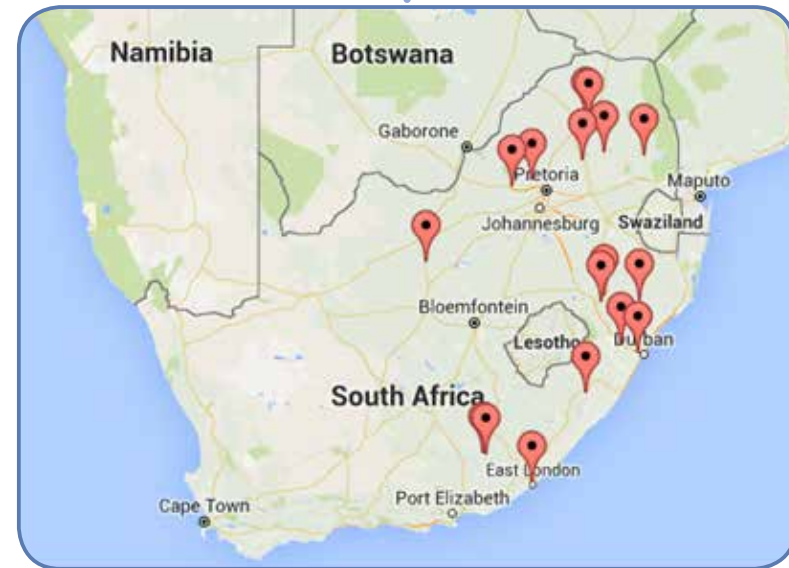 Namibia
Botswana
Gaborone
Pretoria
Maputo
Johannesburg
Swaziland
Bloemfontein
Lesotho
Durban
South Africa
East London
Port Elizabeth
Cape Town